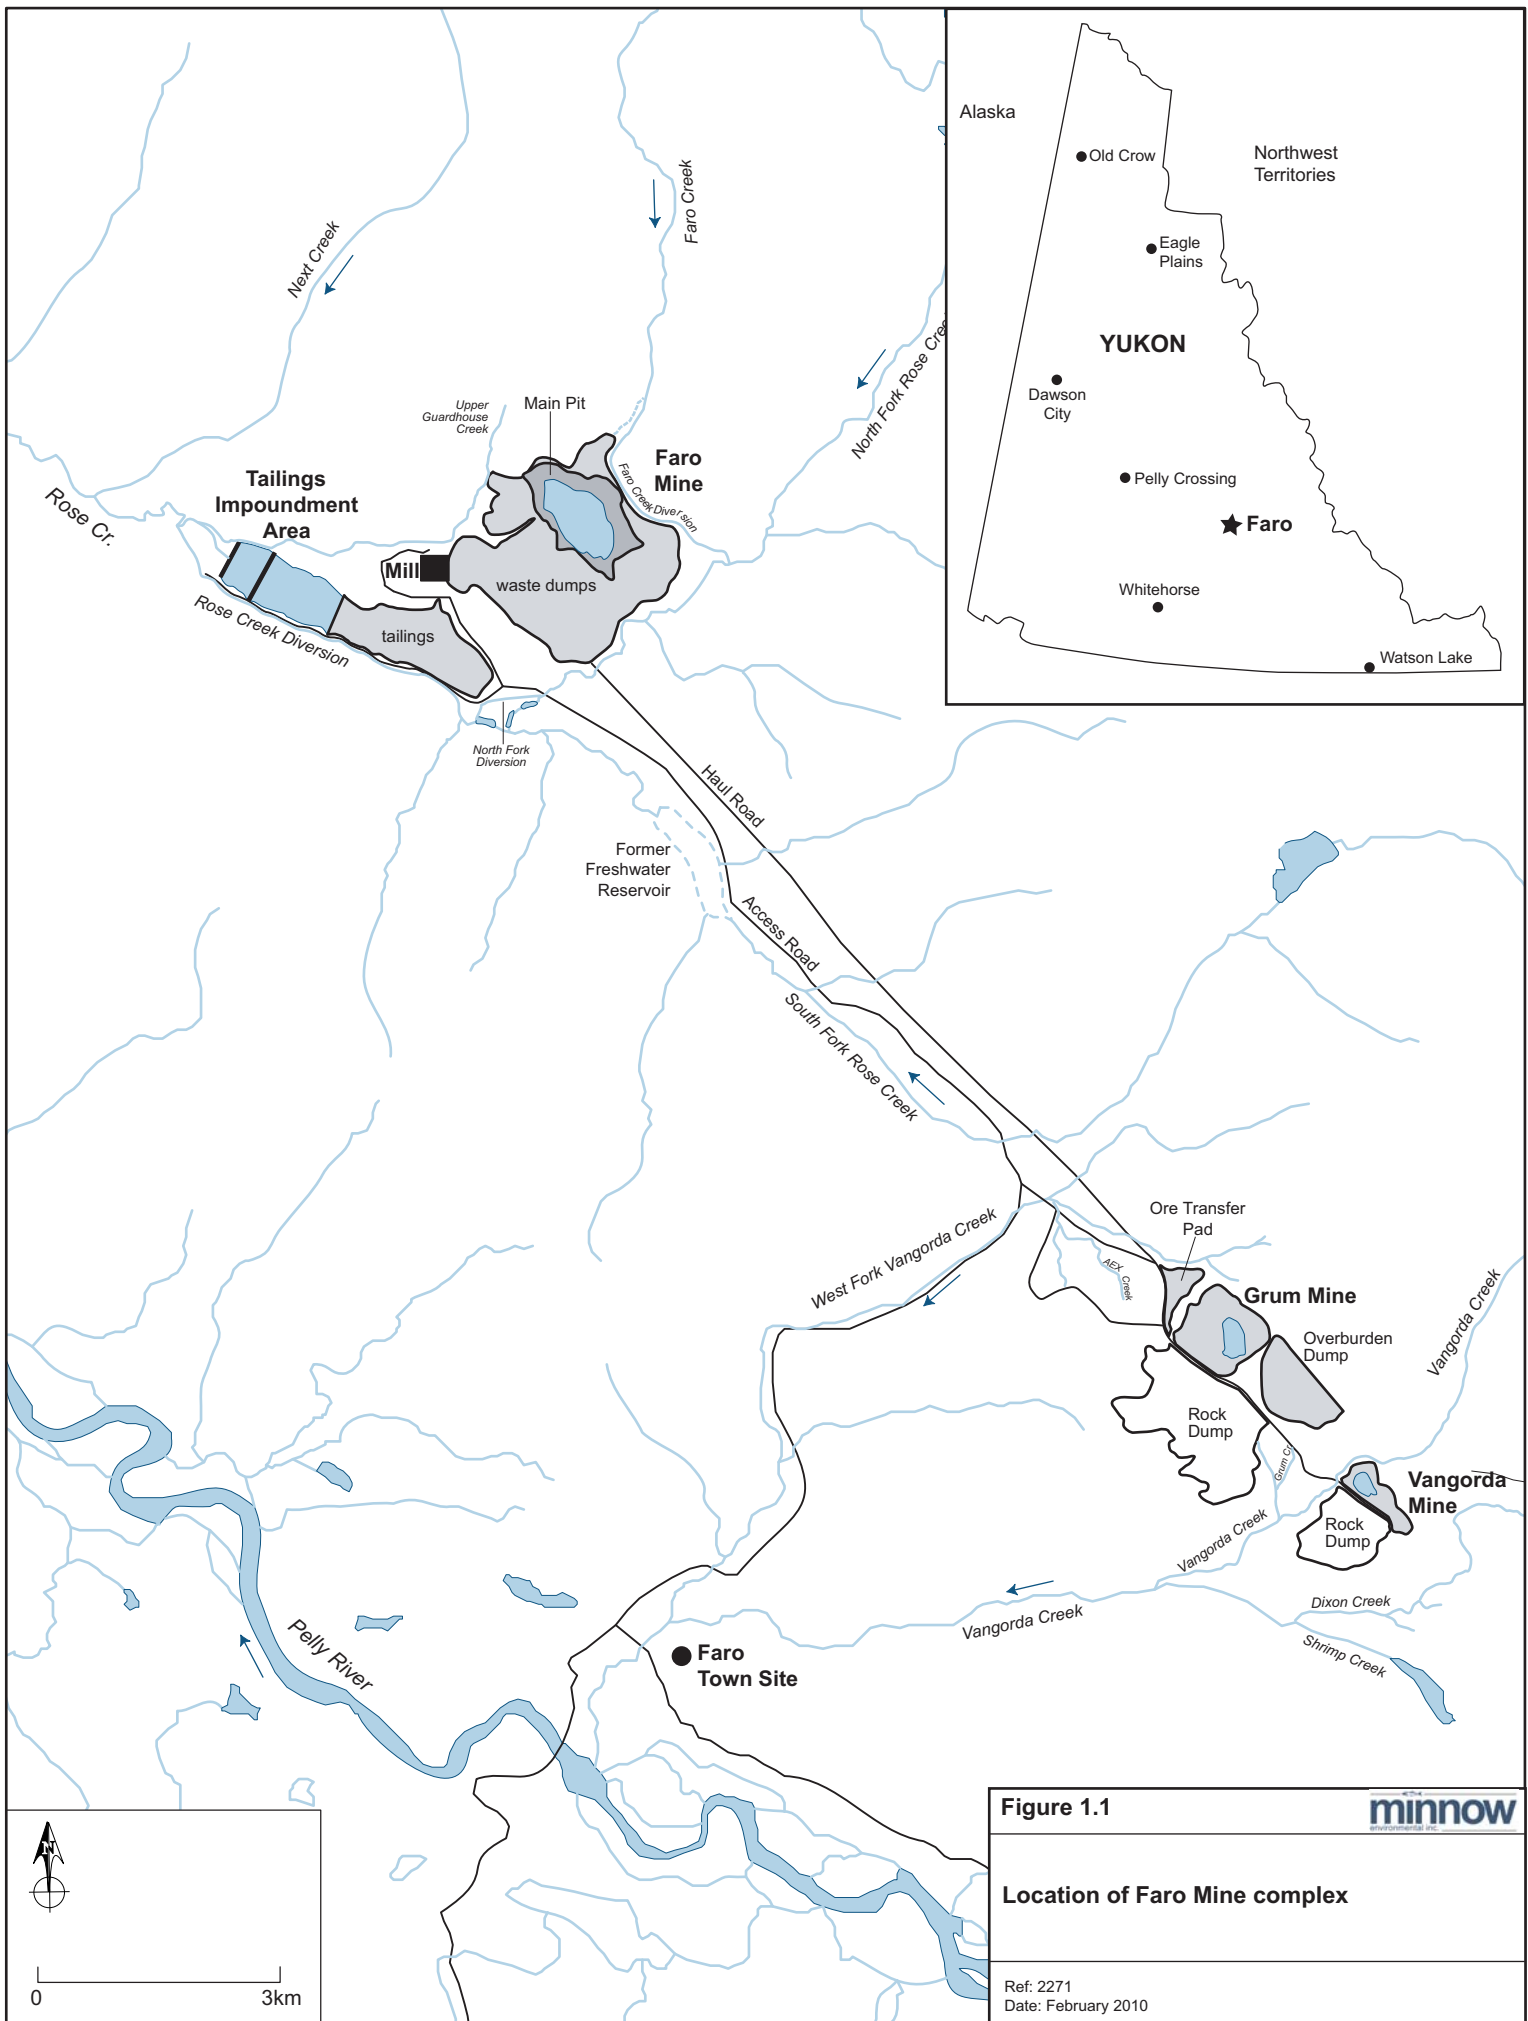 Alaska
Old Crow
Northwest
Territories
Eagle
Plains
YUKON
Dawson
City
Pelly Crossing
Faro
Whitehorse
Watson Lake
Next Creek
Faro Creek
North Fork Rose Cree
Upper
Guardhouse
Creek
Main Pit
Faro
Mine
Faro Creek Diversion
Tailings
Impoundment
Area
Rose Cr.
Mill
waste dumps
tailings
Rose Creek Diversion
North Fork
Diversion
Haul Road
Former
Freshwater
Reservoir
Access Road
South Fork Rose Creek
West Fork Vangorda Creek
Ore Transfer
Pad
AEX Creek
Grum Mine
Overburden
Dump
Vangorda Creek
Rock
Dump
Grum Cr.
Vangorda
Mine
Rock
Dump
Vangorda Creek
Dixon Creek
Vangorda Creek
Shrimp Creek
Pelly River
Faro
Town Site
N
0
3km
Figure 1.1
minnow
environmental inc.
Location of Faro Mine complex
Ref: 2271
Date: February 2010